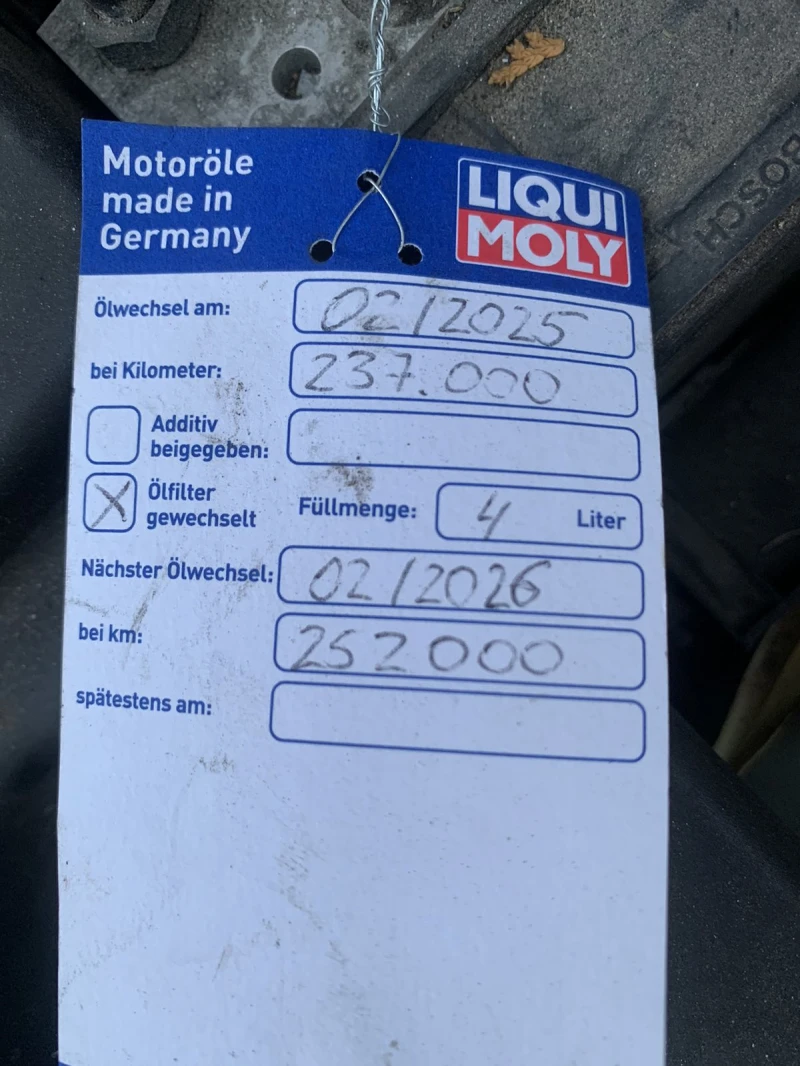 BOSCH
Motoröle
made in
Germany
LIQUI
MOLY
Ölwechsel am: 02/2025
bei Kilometer: 237.000
Additiv
beigegeben:
X Ölfilter
gewechselt
Füllmenge: 4 Liter
Nächster Ölwechsel: 02/2026
bei km: 252000
spätestens am: